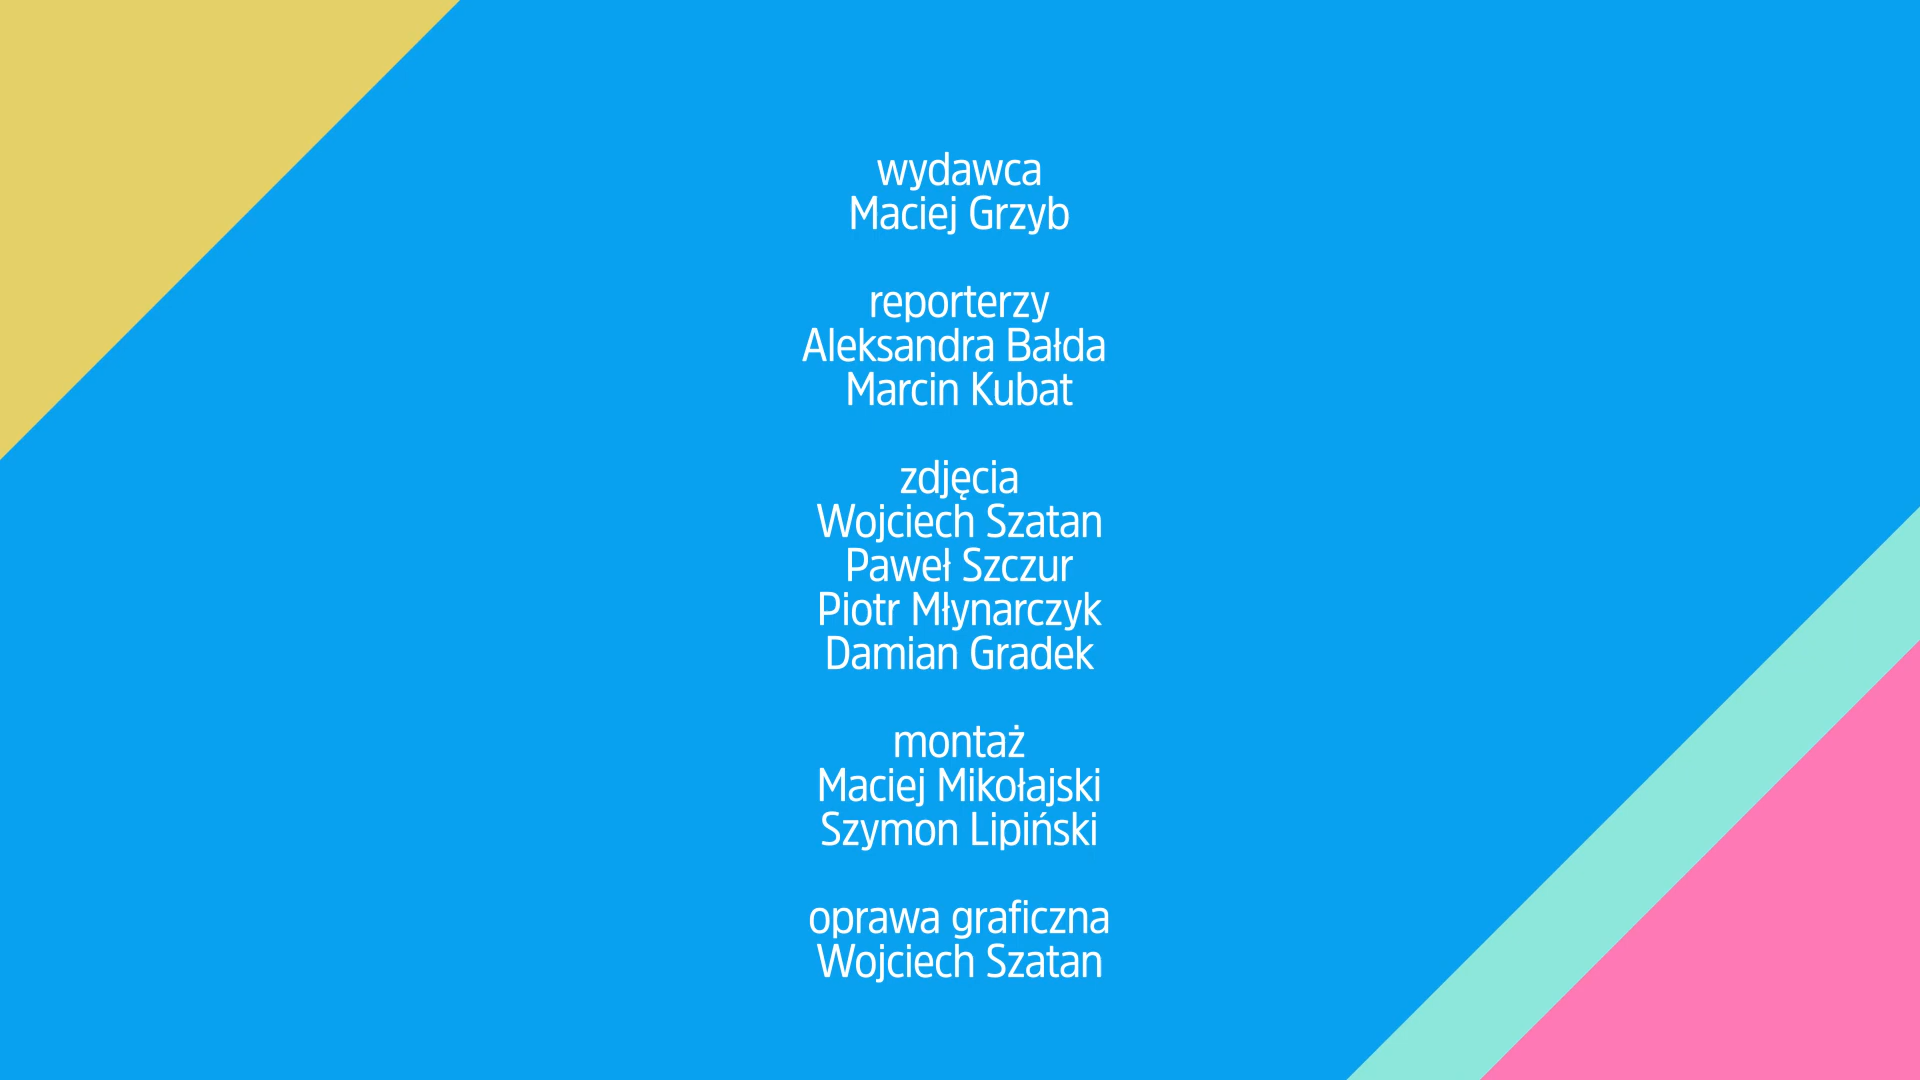 wydawca
Maciej Grzyb
reporterzy
Aleksandra Bałda
Marcin Kubat
zdjęcia
Wojciech Szatan
Paweł Szczur
Piotr Młynarczyk
Damian Gradek
montaż
Maciej Mikołajski
Szymon Lipiński
oprawa graficzna
Wojciech Szatan